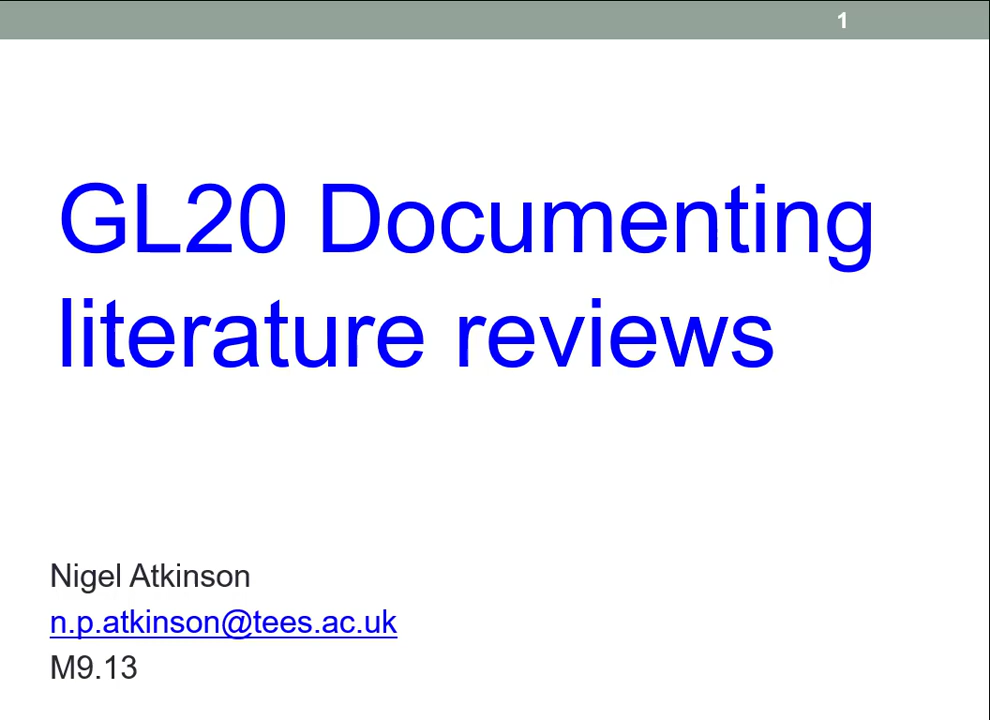 1
GL20 Documenting
literature reviews
Nigel Atkinson
n.p.atkinson@tees.ac.uk
M9.13